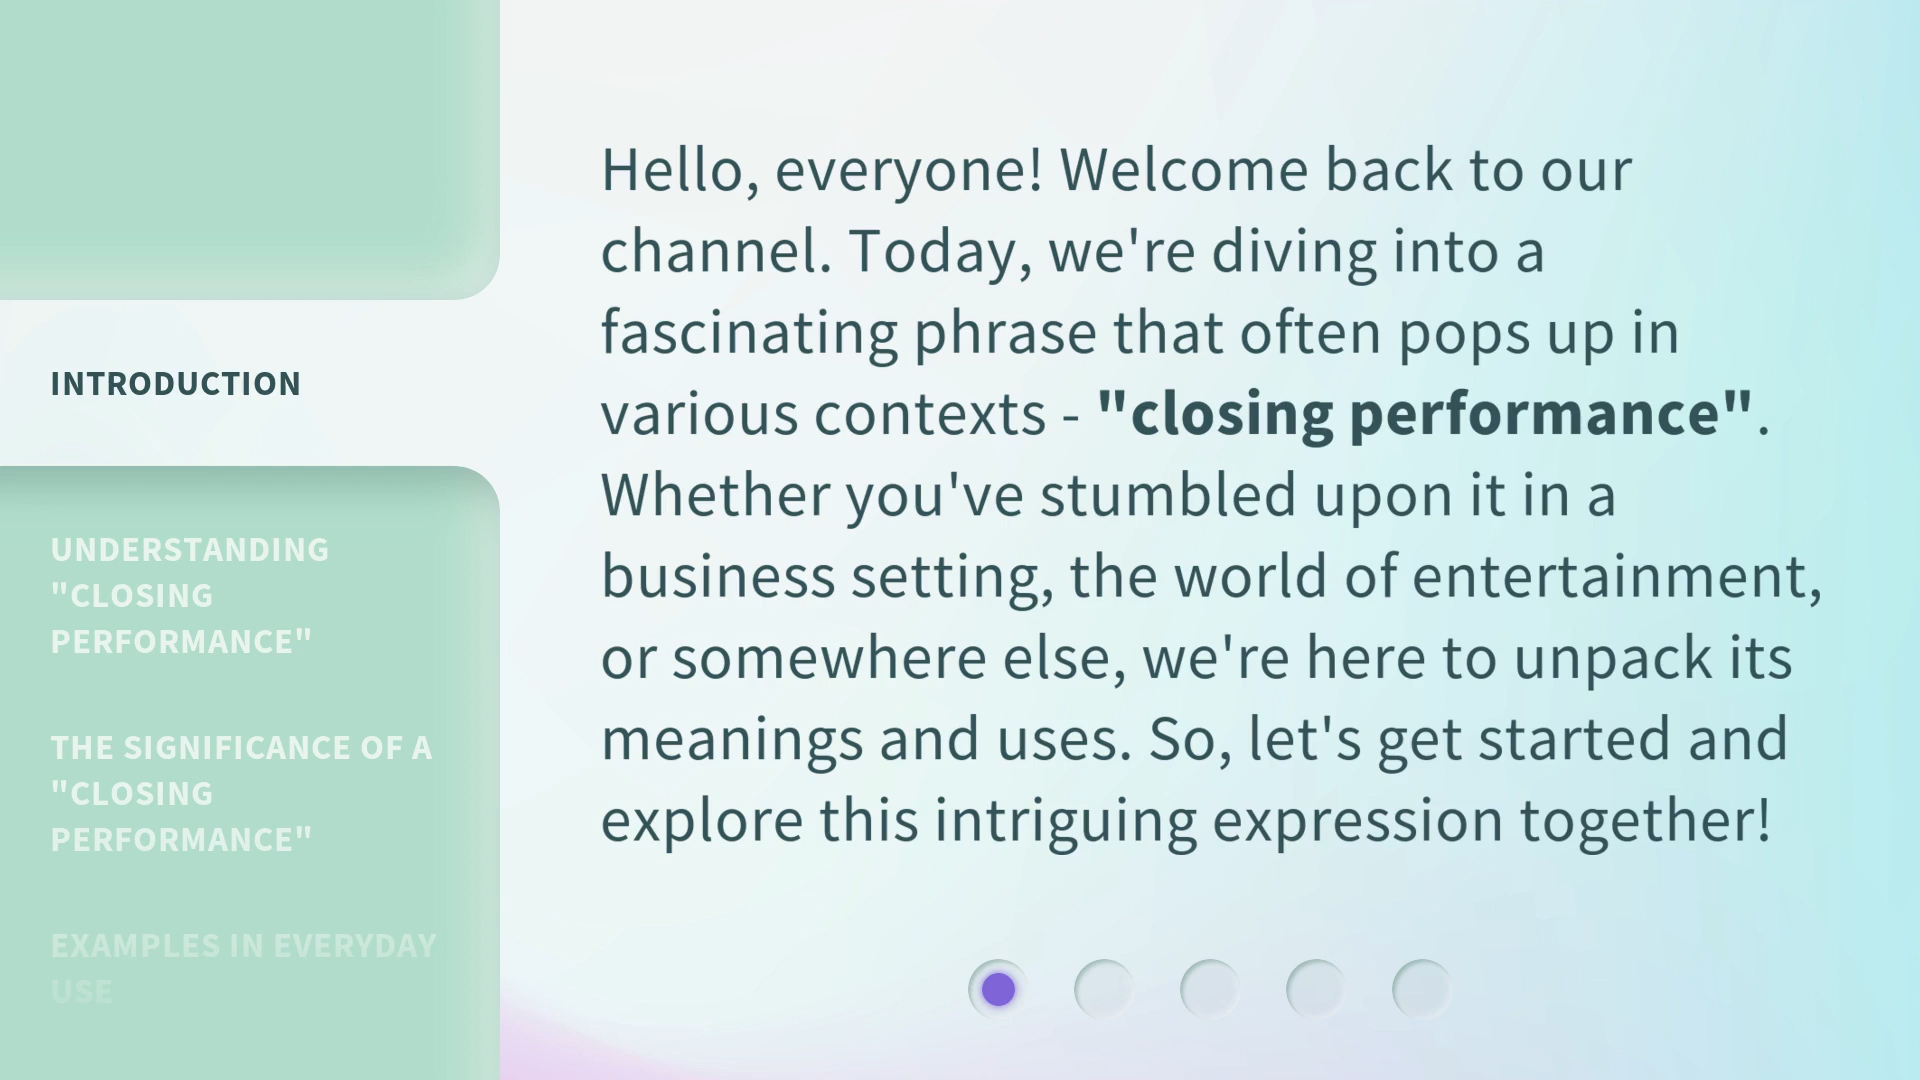 INTRODUCTION
UNDERSTANDING
"CLOSING
PERFORMANCE"
THE SIGNIFICANCE OF A
"CLOSING
PERFORMANCE"
EXAMPLES IN EVERYDAY
USE
Hello, everyone! Welcome back to our
channel. Today, we're diving into a
fascinating phrase that often pops up in
various contexts - "closing performance".
Whether you've stumbled upon it in a
business setting, the world of entertainment,
or somewhere else, we're here to unpack its
meanings and uses. So, let's get started and
explore this intriguing expression together!